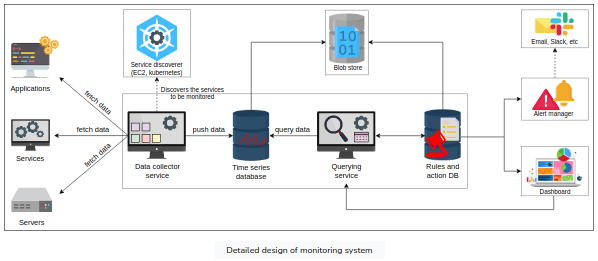 Service discoverer
(EC2, kubernetes)
10
01
Blob store
Email, Slack, etc
Applications
fetch data
Discovers the services
to be monitored
Alert manager
Services
fetch data
push data
query data
fetch data
Data collector
service
Time series
database
Querying
service
Rules and
action DB
Dashboard
Servers
Detailed design of monitoring system